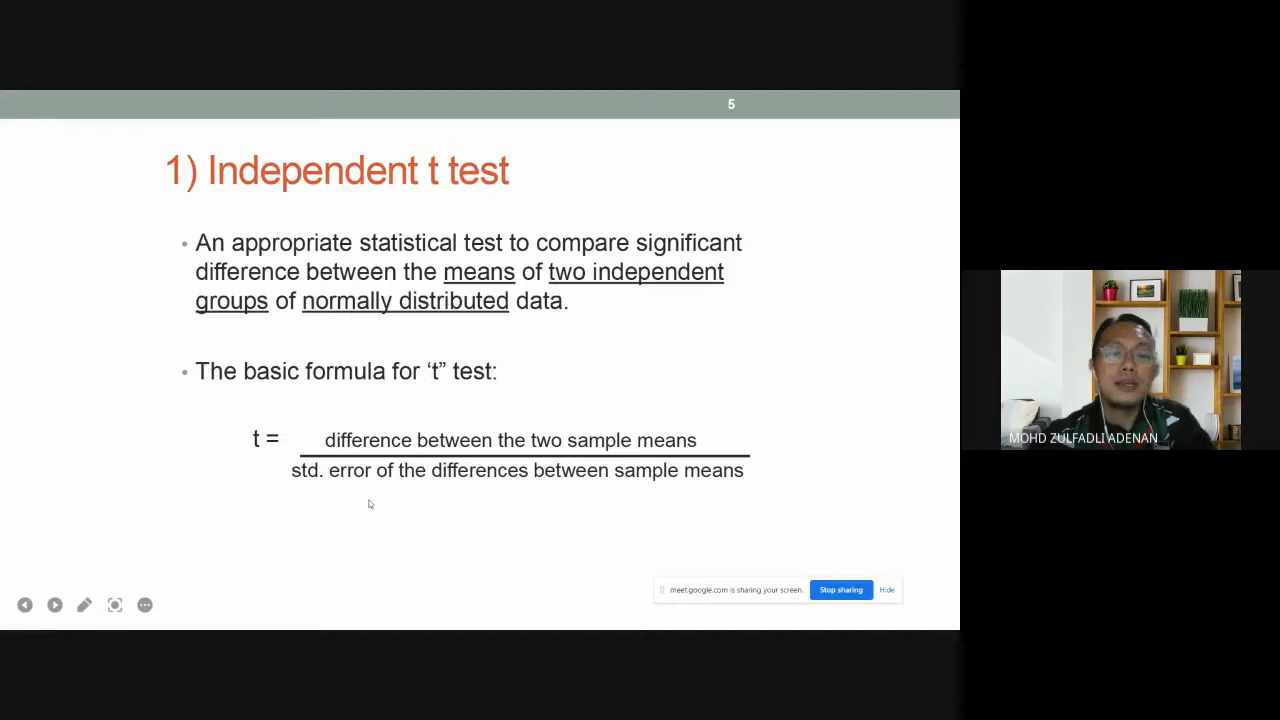 5
1) Independent t test
• An appropriate statistical test to compare significant
difference between the means of two independent
groups of normally distributed data.
• The basic formula for ‘t” test:
t = difference between the two sample means
std. error of the differences between sample means
meet.google.com is sharing your screen. Stop sharing Hide
MOHD ZULFADLI ADENAN